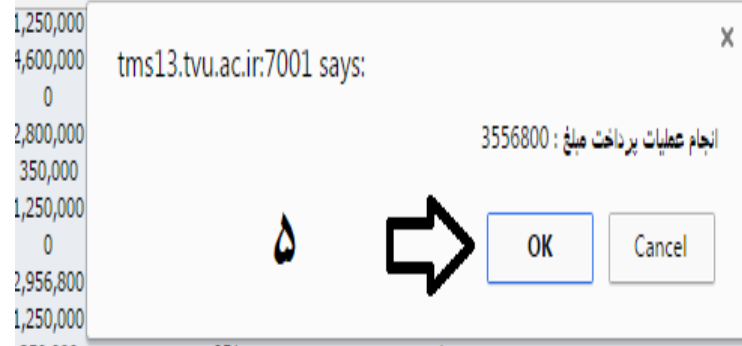 1,250,000
4,600,000
0
2,800,000
350,000
1,250,000
0
2,956,800
1,250,000
tms13.tvu.ac.ir:7001 says:
x
انجام عملیات پرداخت مبلغ : 3556800
۵
OK
Cancel